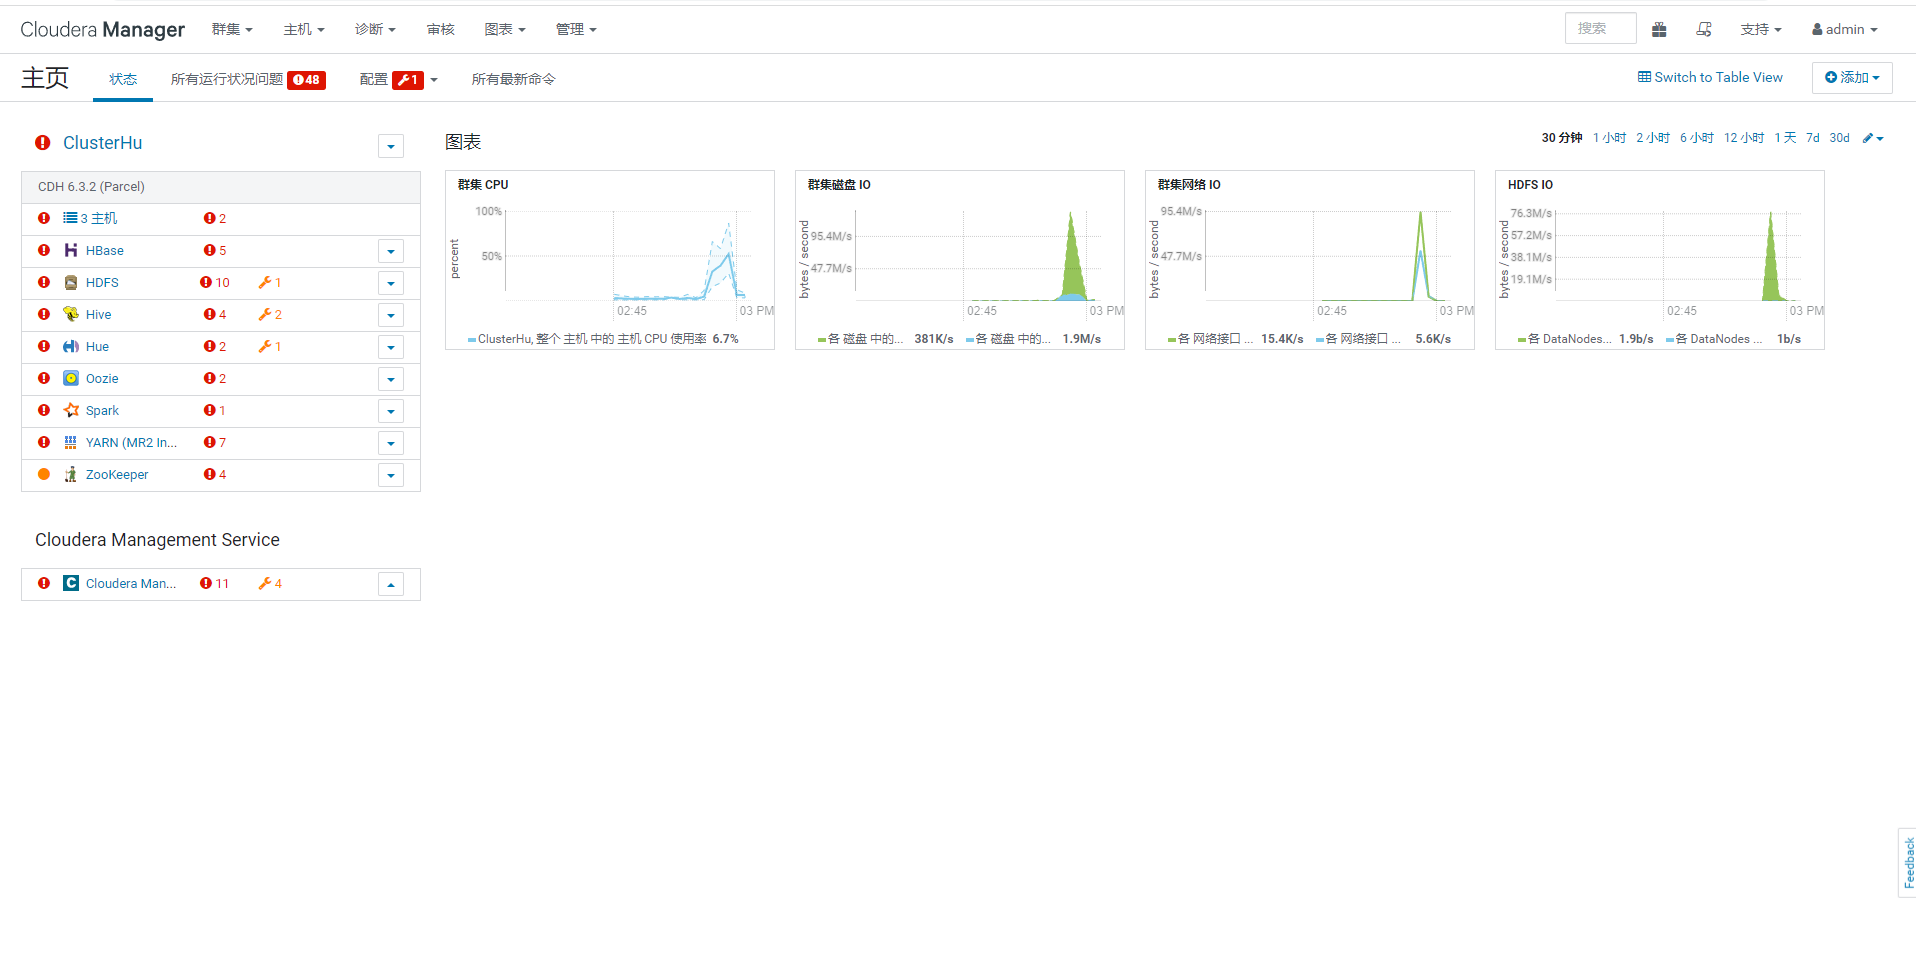 Cloudera Manager 群集 主机 诊断 审核 图表 管理 搜索 支持 admin
主页 状态 所有运行状况问题 48 配置 1 所有最新命令 Switch to Table View 添加
ClusterHu
CDH 6.3.2 (Parcel)
3 主机 2
HBase 5
HDFS 10 1
Hive 4 2
Hue 2 1
Oozie 2
Spark 1
YARN (MR2 In... 7
ZooKeeper 4
Cloudera Management Service
Cloudera Man... 11 4
图表
30 分钟 1 小时 2 小时 6 小时 12 小时 1 天 7d 30d
群集 CPU
percent
100%
50%
02:45 03 PM
ClusterHu, 整个 主机 中的 主机 CPU 使用率 6.7%
群集磁盘 IO
bytes / second
95.4M/s
47.7M/s
02:45 03 PM
各 磁盘 中的... 381K/s 各 磁盘 中的... 1.9M/s
群集网络 IO
bytes / second
95.4M/s
47.7M/s
02:45 03 PM
各 网络接口 ... 15.4K/s 各 网络接口 ... 5.6K/s
HDFS IO
bytes / second
76.3M/s
57.2M/s
38.1M/s
19.1M/s
02:45 03 PM
各 DataNodes... 1.9b/s 各 DataNodes ... 1b/s
Feedback